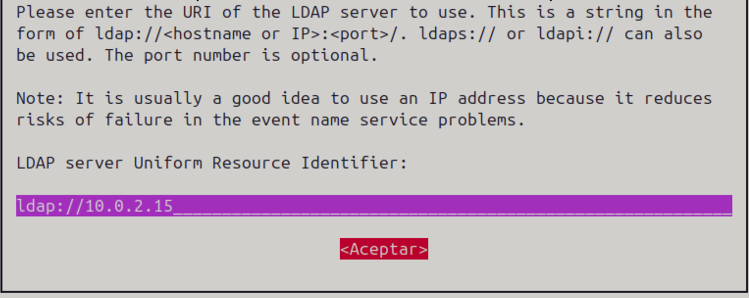 Please enter the URI of the LDAP server to use. This is a string in the
form of ldap://<hostname or IP>:<port>/. ldaps:// or ldapi:// can also
be used. The port number is optional.
Note: It is usually a good idea to use an IP address because it reduces
risks of failure in the event name service problems.
LDAP server Uniform Resource Identifier:
ldap://10.0.2.15
<Aceptar>